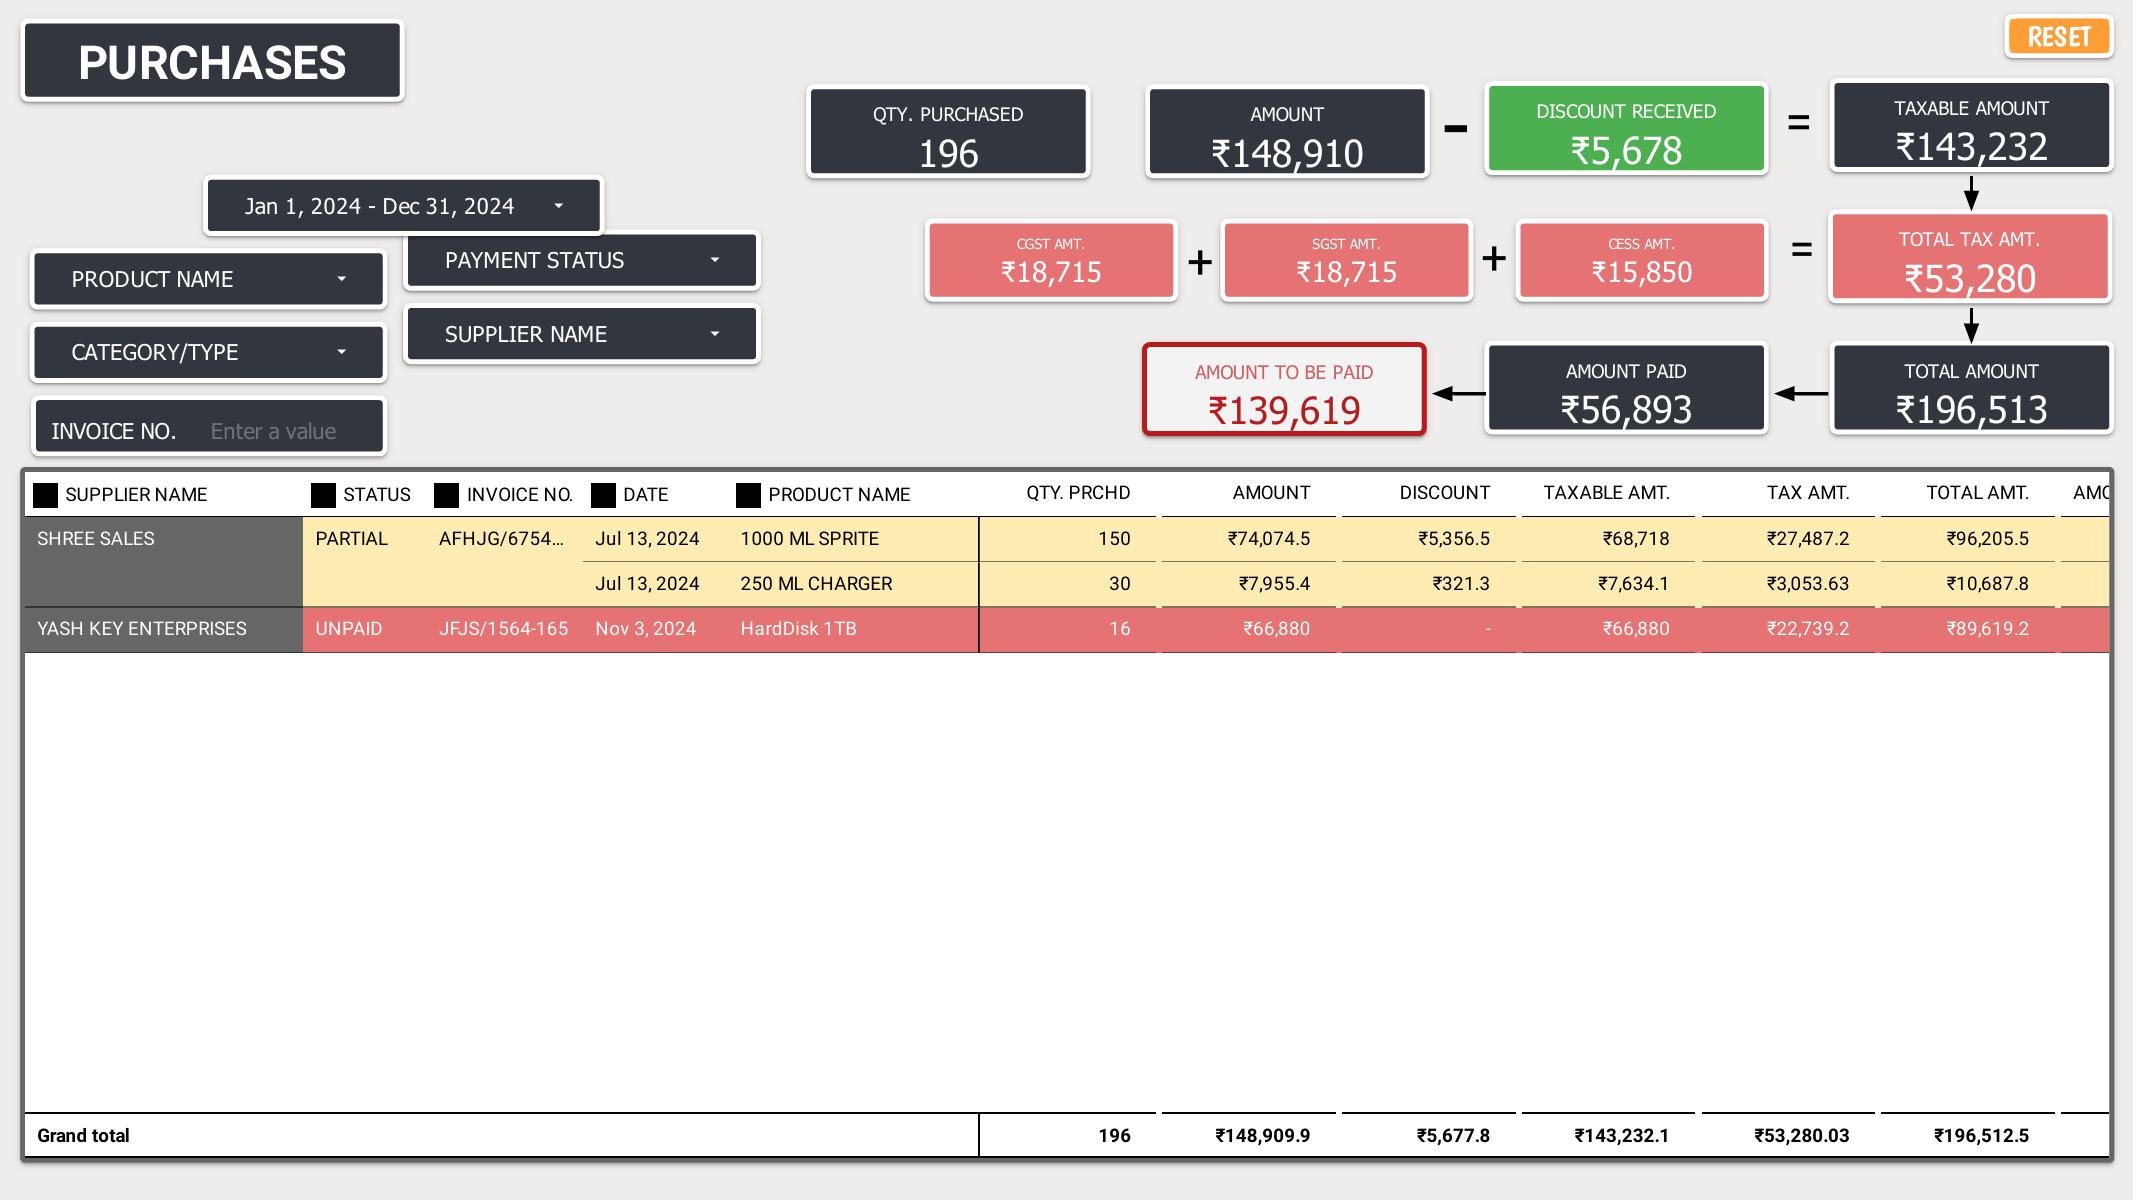 PURCHASES
RESET
QTY. PURCHASED
196
AMOUNT
₹148,910
-
DISCOUNT RECEIVED
₹5,678
=
TAXABLE AMOUNT
₹143,232
Jan 1, 2024 - Dec 31, 2024
PRODUCT NAME
PAYMENT STATUS
CATEGORY/TYPE
SUPPLIER NAME
INVOICE NO. Enter a value
CGST AMT.
₹18,715
+
SGST AMT.
₹18,715
+
CESS AMT.
₹15,850
=
TOTAL TAX AMT.
₹53,280
AMOUNT TO BE PAID
₹139,619
AMOUNT PAID
₹56,893
TOTAL AMOUNT
₹196,513
SUPPLIER NAME STATUS INVOICE NO. DATE PRODUCT NAME QTY. PRCHD AMOUNT DISCOUNT TAXABLE AMT. TAX AMT. TOTAL AMT.
SHREE SALES PARTIAL AFHJG/6754... Jul 13, 2024 1000 ML SPRITE 150 ₹74,074.5 ₹5,356.5 ₹68,718 ₹27,487.2 ₹96,205.5
Jul 13, 2024 250 ML CHARGER 30 ₹7,955.4 ₹321.3 ₹7,634.1 ₹3,053.63 ₹10,687.8
YASH KEY ENTERPRISES UNPAID JFJS/1564-165 Nov 3, 2024 HardDisk 1TB 16 ₹66,880 - ₹66,880 ₹22,739.2 ₹89,619.2
Grand total 196 ₹148,909.9 ₹5,677.8 ₹143,232.1 ₹53,280.03 ₹196,512.5